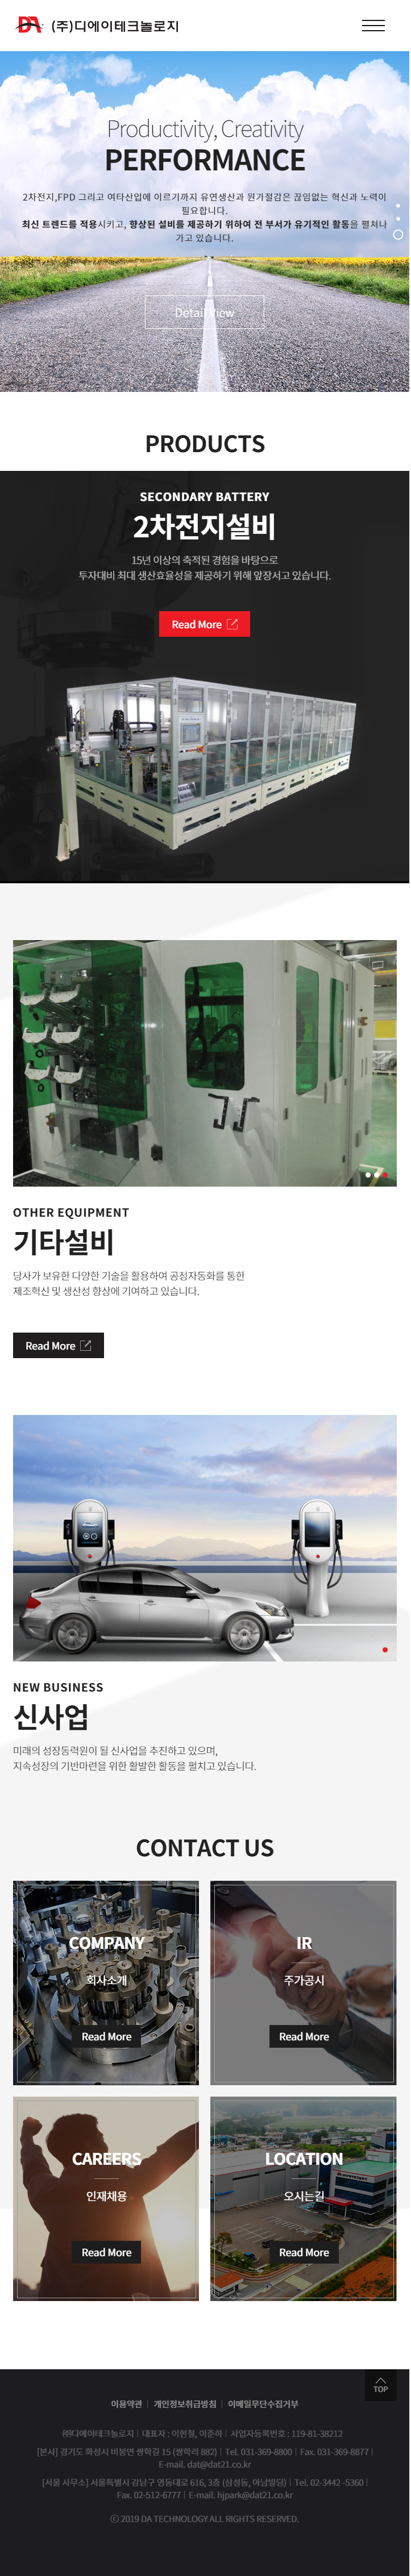 (주)디에이테크놀로지
Productivity, Creativity
PERFORMANCE
2차전지,FPD 그리고 여타산업에 이르기까지 유연생산과 원가절감은 끊임없는 혁신과 노력이
필요합니다.
최신 트렌드를 적용시키고, 향상된 설비를 제공하기 위하여 전 부서가 유기적인 활동을 펼쳐나
가고 있습니다.
Detail View
PRODUCTS
SECONDARY BATTERY
2차전지설비
15년 이상의 축적된 경험을 바탕으로
투자대비 최대 생산효율성을 제공하기 위해 앞장서고 있습니다.
Read More
OTHER EQUIPMENT
기타설비
당사가 보유한 다양한 기술을 활용하여 공정자동화를 통한
제조혁신 및 생산성 향상에 기여하고 있습니다.
Read More
NEW BUSINESS
신사업
미래의 성장동력원이 될 신사업을 추진하고 있으며,
지속성장의 기반마련을 위한 활발한 활동을 펼치고 있습니다.
CONTACT US
COMPANY
회사소개
Read More
IR
주가공시
Read More
CAREERS
인재채용
Read More
LOCATION
오시는길
Read More
TOP
이용약관 | 개인정보취급방침 | 이메일무단수집거부
㈜디에이테크놀로지 | 대표자 : 이현철, 이준하 | 사업자등록번호 : 119-81-38212
[본사] 경기도 화성시 비봉면 쌍학길 15 (쌍학리 882) | Tel. 031-369-8800 | Fax. 031-369-8877 |
E-mail. dat@dat21.co.kr
[서울 사무소] 서울특별시 강남구 영동대로 616, 3층 (삼성동, 아남빌딩) | Tel. 02-3442 -5360 |
Fax. 02-512-6777 | E-mail. hjpark@dat21.co.kr
ⓒ 2019 DA TECHNOLOGY ALL RIGHTS RESERVED.